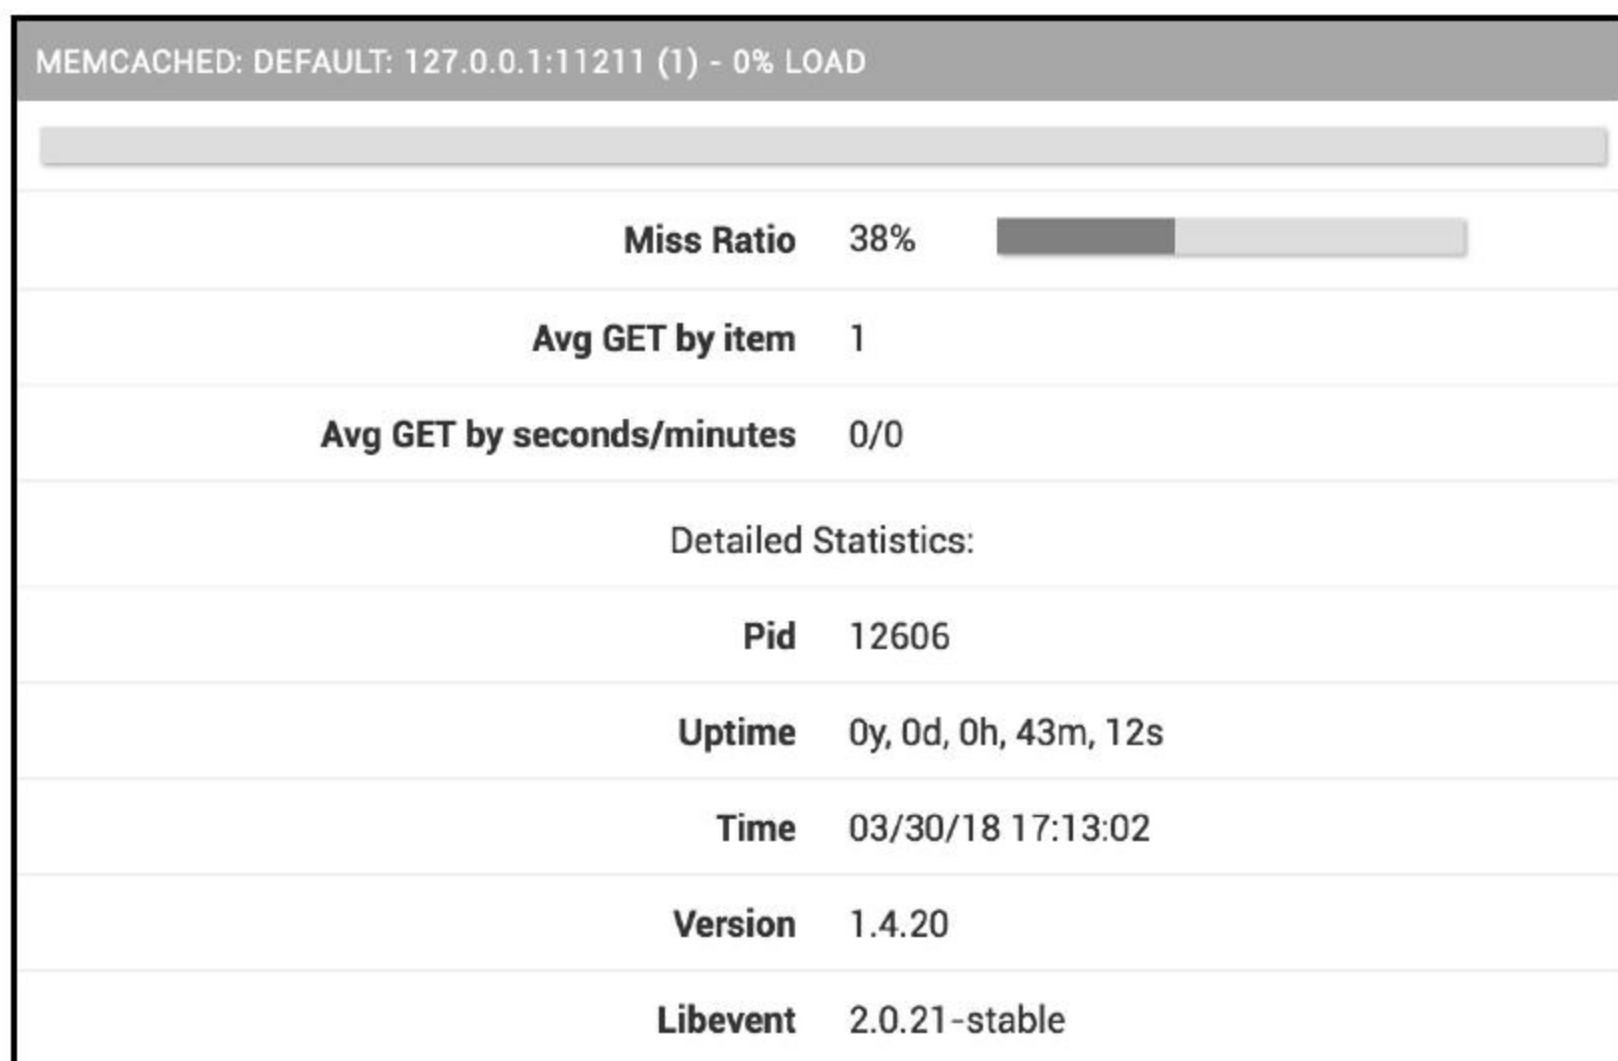 MEMCACHED: DEFAULT: 127.0.0.1:11211 (1) - 0% LOAD
Miss Ratio 38%
Avg GET by item 1
Avg GET by seconds/minutes 0/0
Detailed Statistics:
Pid 12606
Uptime 0y, 0d, 0h, 43m, 12s
Time 03/30/18 17:13:02
Version 1.4.20
Libevent 2.0.21-stable